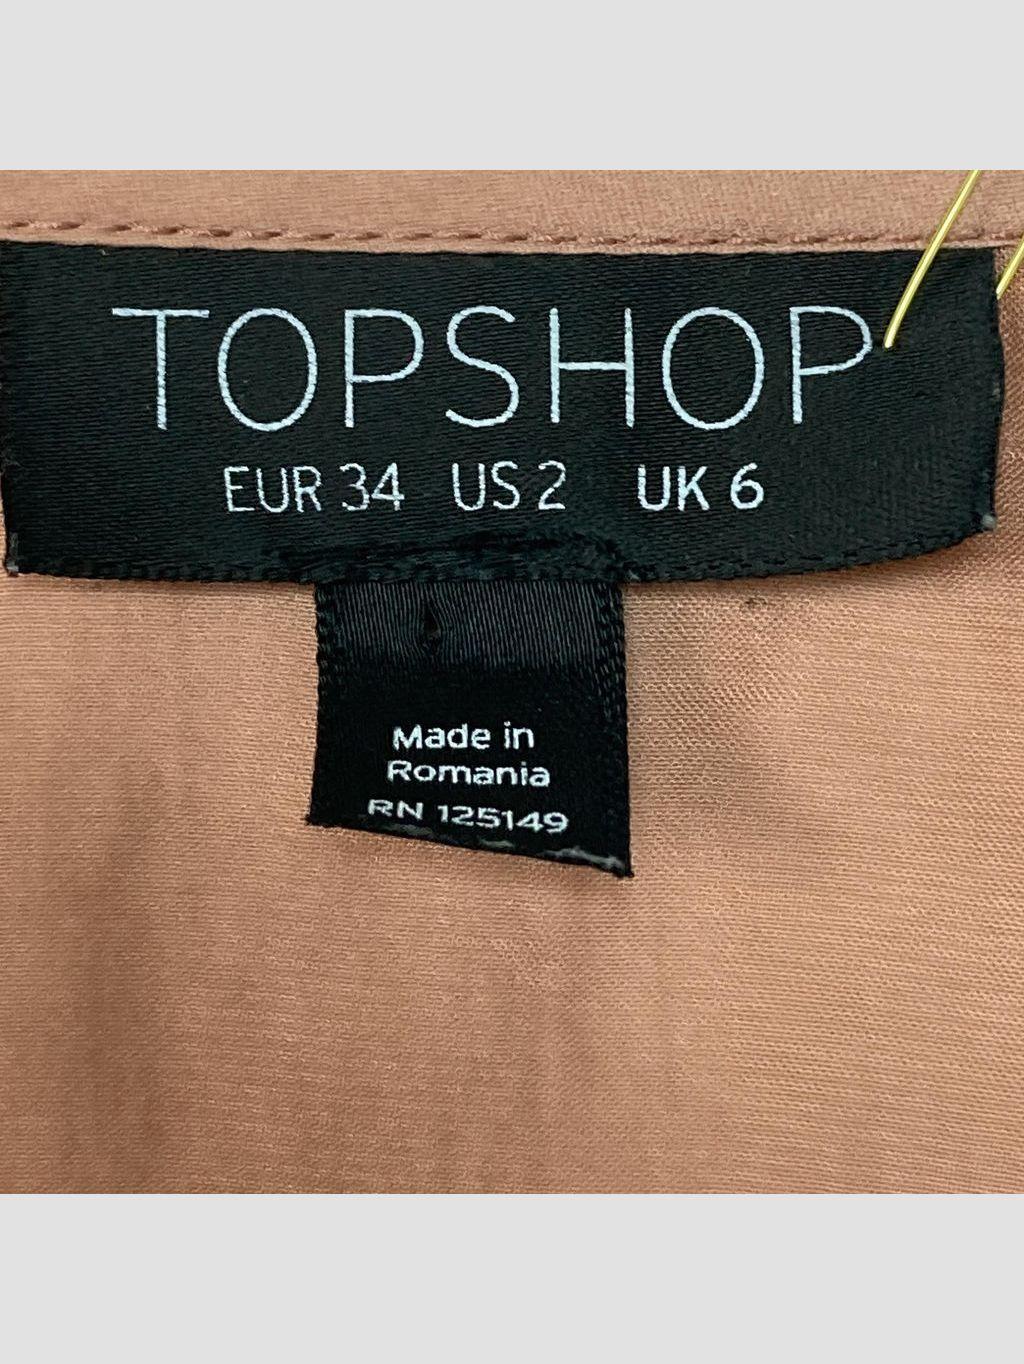 TOPSHOP
EUR 34 US 2 UK 6
Made in
Romania
RN 125149